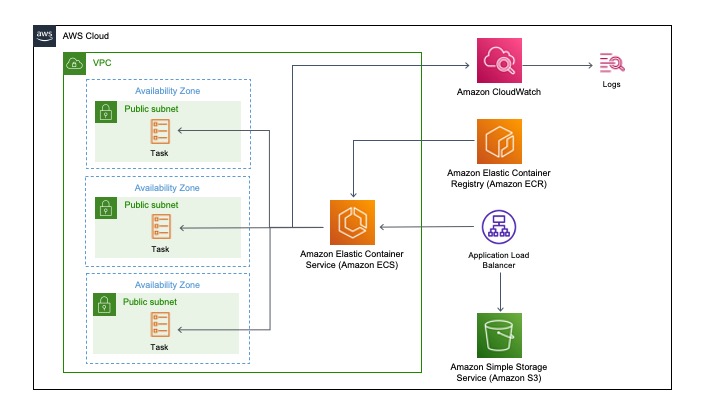 aws
AWS Cloud
VPC
Availability Zone
Public subnet
Task
Availability Zone
Public subnet
Task
Availability Zone
Public subnet
Task
Amazon Elastic Container
Service (Amazon ECS)
Amazon CloudWatch
Logs
Amazon Elastic Container
Registry (Amazon ECR)
Application Load
Balancer
Amazon Simple Storage
Service (Amazon S3)